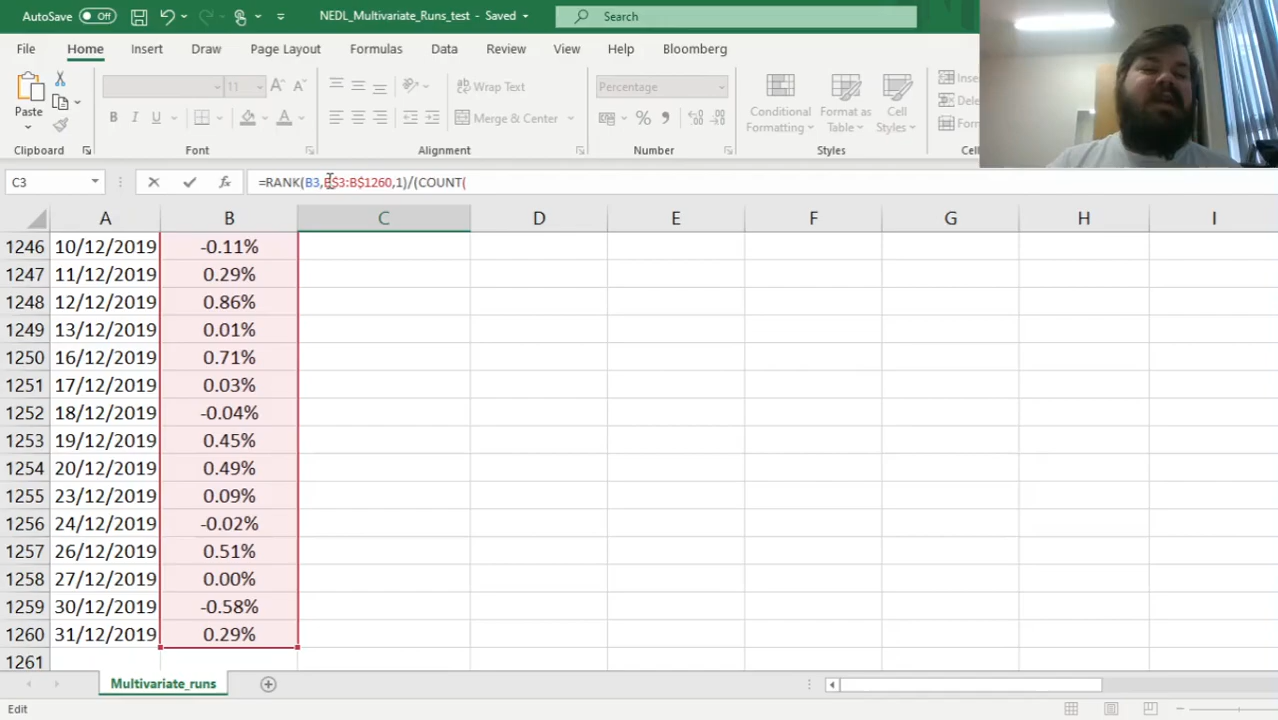 AutoSave Off NEDL_Multivariate_Runs_test - Saved Search
File Home Insert Draw Page Layout Formulas Data Review View Help Bloomberg
Paste
11
B I U
Wrap Text
Merge & Center
Percentage
Conditional Formatting
Format as Table
Cell Styles
Clipboard Font Alignment Number Styles
C3 =RANK(B3,B$3:B$1260,1)/(COUNT(
A B C D E F G H I
1246 10/12/2019 -0.11%
1247 11/12/2019 0.29%
1248 12/12/2019 0.86%
1249 13/12/2019 0.01%
1250 16/12/2019 0.71%
1251 17/12/2019 0.03%
1252 18/12/2019 -0.04%
1253 19/12/2019 0.45%
1254 20/12/2019 0.49%
1255 23/12/2019 0.09%
1256 24/12/2019 -0.02%
1257 26/12/2019 0.51%
1258 27/12/2019 0.00%
1259 30/12/2019 -0.58%
1260 31/12/2019 0.29%
1261
Multivariate_runs
Edit